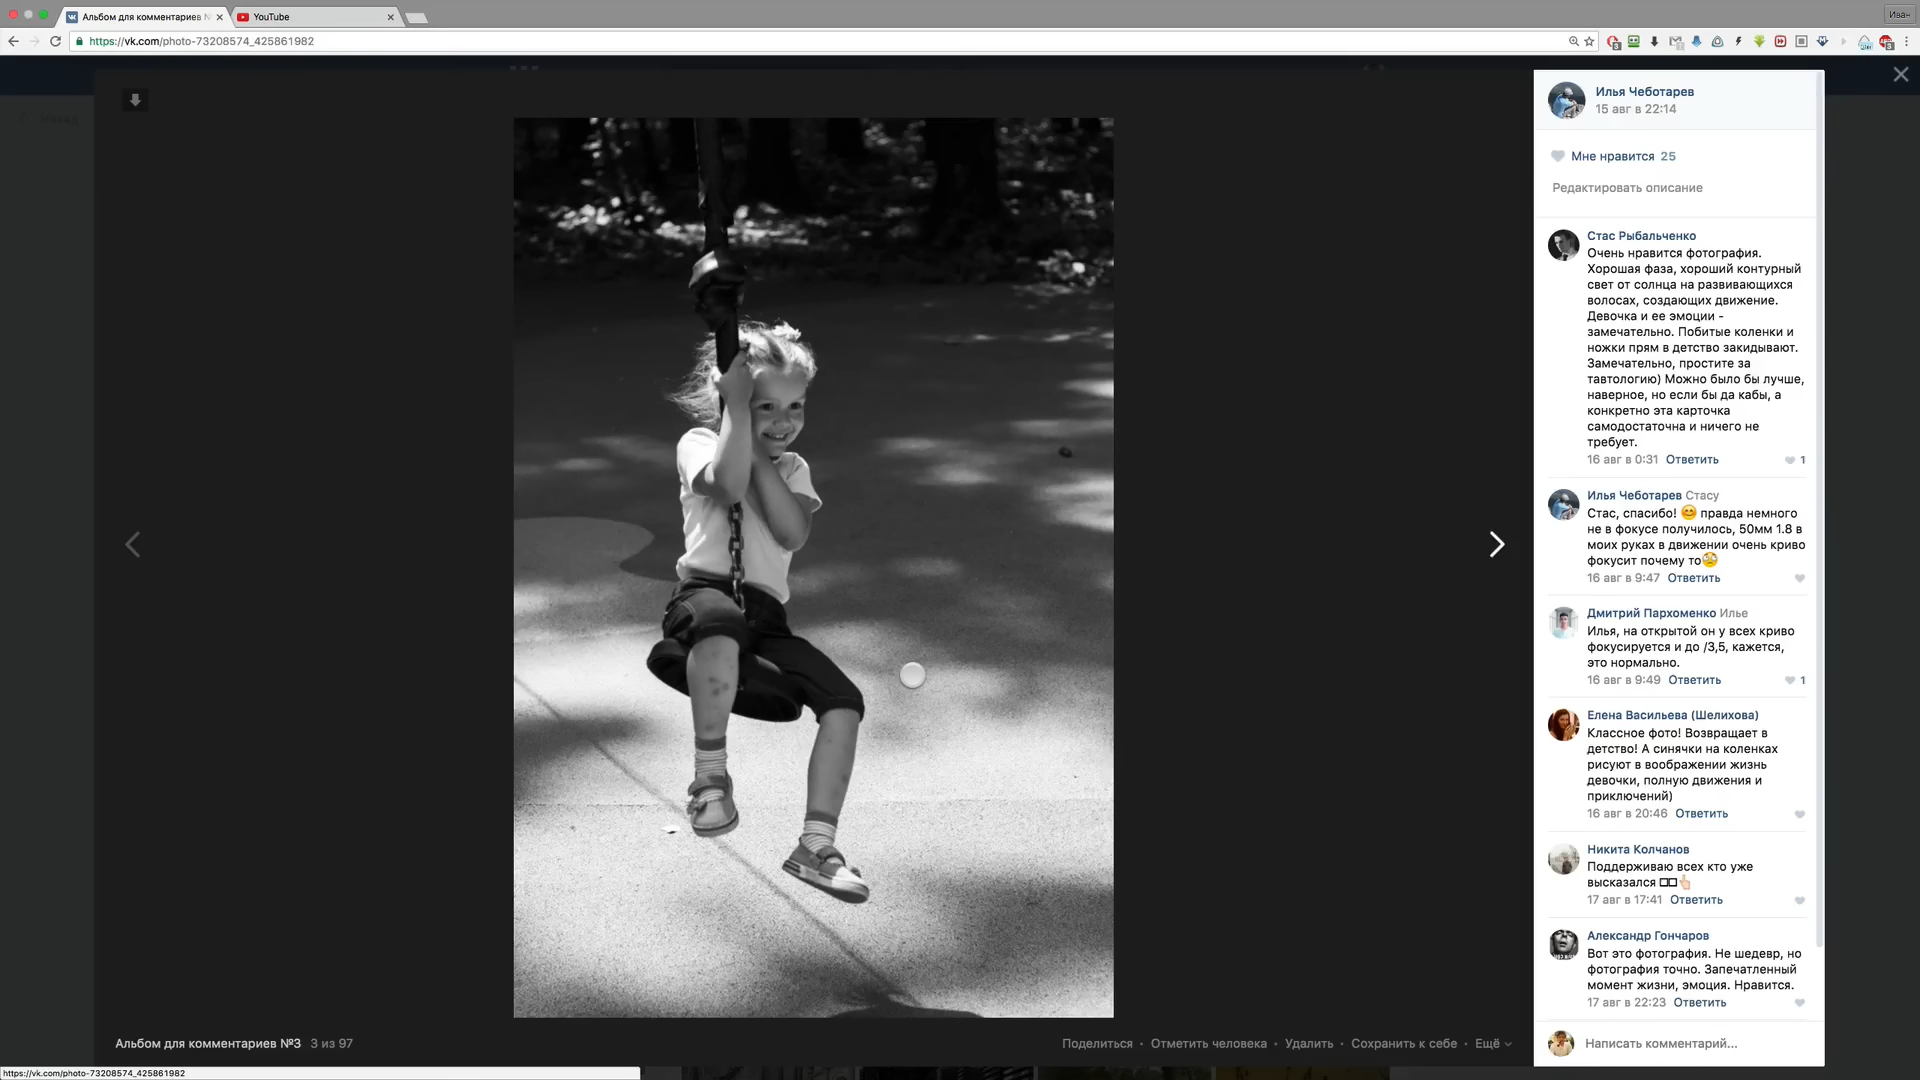 Альбом для комментариев №
YouTube
Иван
https://vk.com/photo-73208574_425861982
Назад
Илья Чеботарев
15 авг в 22:14
Мне нравится 25
Редактировать описание
Стас Рыбальченко
Очень нравится фотография.
Хорошая фаза, хороший контурный
свет от солнца на развивающихся
волосах, создающих движение.
Девочка и ее эмоции -
замечательно. Побитые коленки и
ножки прям в детство закидывают.
Замечательно, простите за
тавтологию) Можно было бы лучше,
наверное, но если бы да кабы, а
конкретно эта карточка
самодостаточна и ничего не
требует.
16 авг в 0:31 Ответить 1
Илья Чеботарев Стасу
Стас, спасибо! 😊 правда немного
не в фокусе получилось, 50мм 1.8 в
моих руках в движении очень криво
фокусит почему то
16 авг в 9:47 Ответить
Дмитрий Пархоменко Илье
Илья, на открытой он у всех криво
фокусируется и до /3,5, кажется,
это нормально.
16 авг в 9:49 Ответить 1
Елена Васильева (Шелихова)
Классное фото! Возвращает в
детство! А синячки на коленках
рисуют в воображении жизнь
девочки, полную движения и
приключений)
16 авг в 20:46 Ответить
Никита Колчанов
Поддерживаю всех кто уже
высказался
17 авг в 17:41 Ответить
Александр Гончаров
Вот это фотография. Не шедевр, но
фотография точно. Запечатленный
момент жизни, эмоция. Нравится.
17 авг в 22:23 Ответить
Написать комментарий...
Альбом для комментариев №3 3 из 97
Поделиться · Отметить человека · Удалить · Сохранить к себе · Ещё
https://vk.com/photo-73208574_425861982